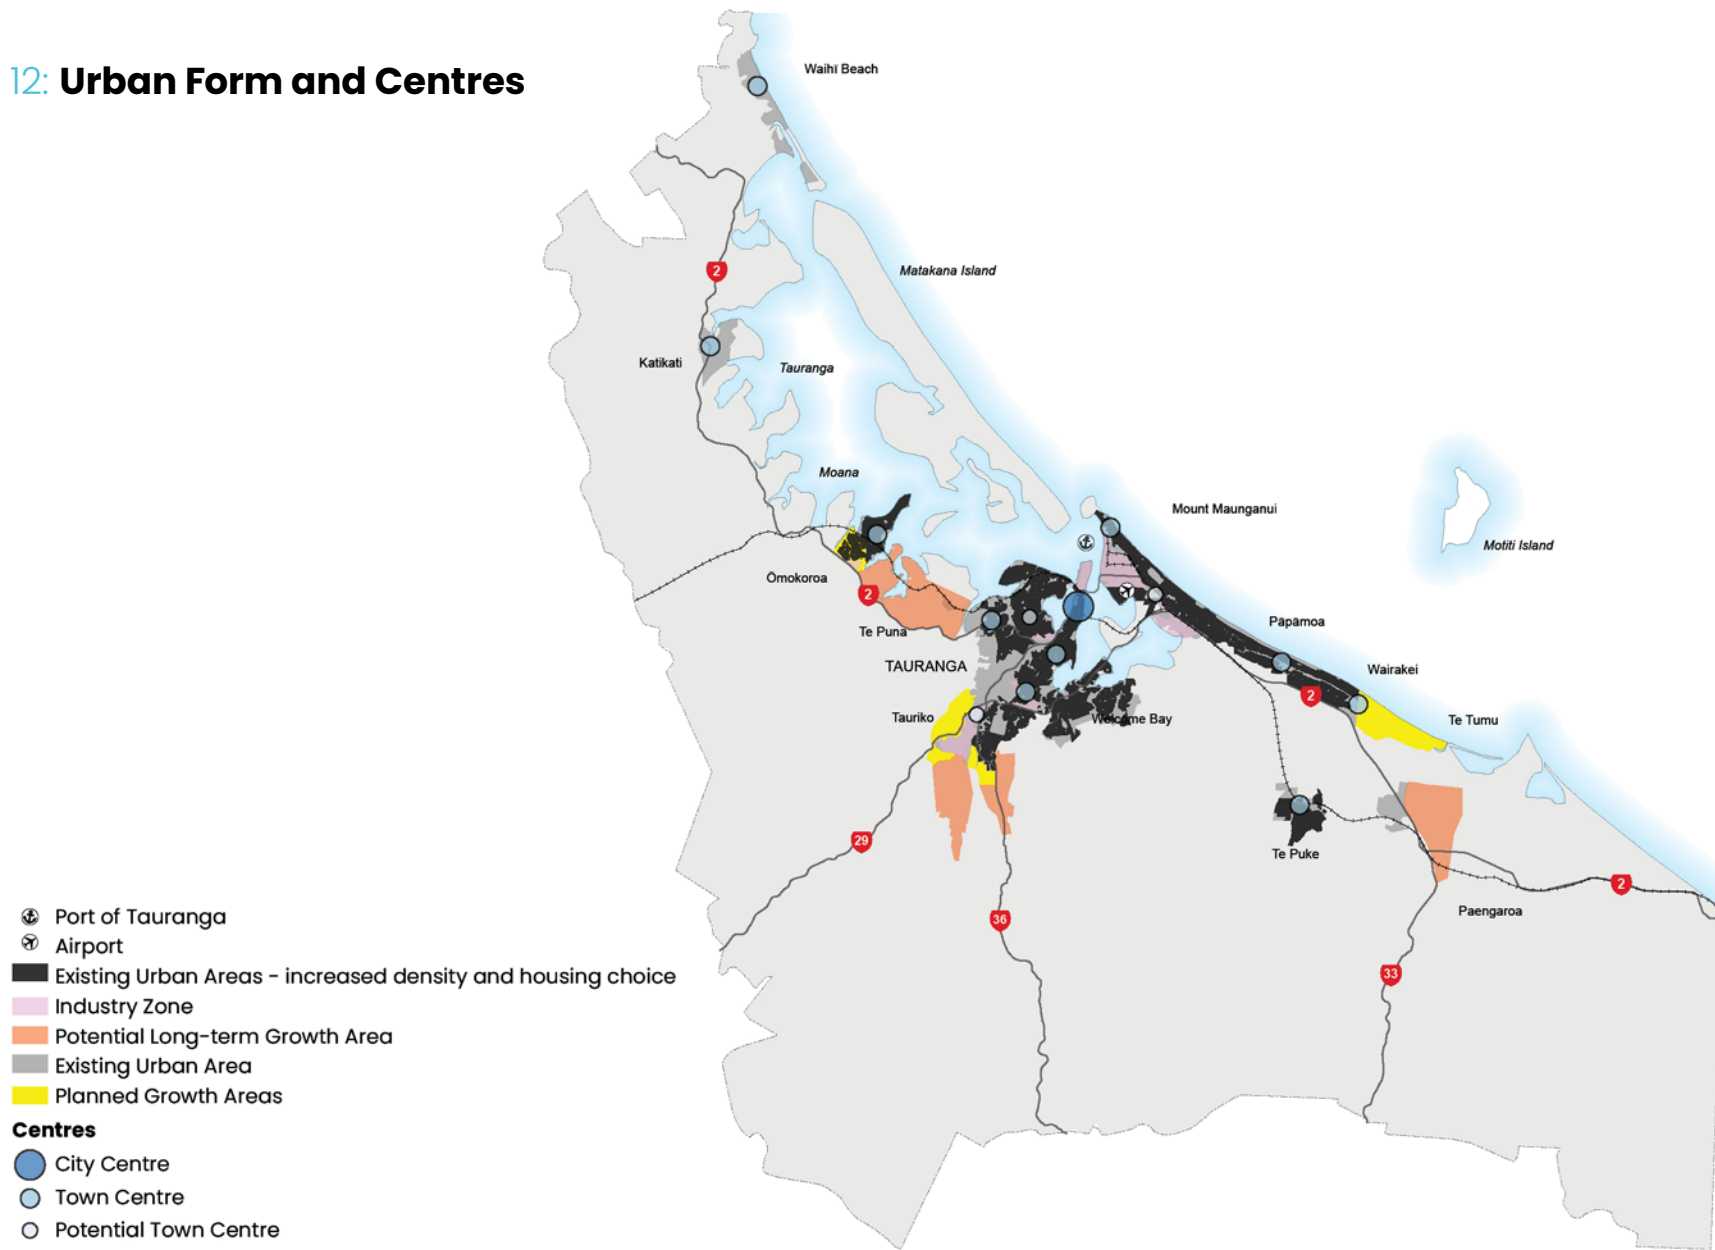 12: Urban Form and Centres
Waihī Beach
2
Matakana Island
Katikati
Tauranga
Moana
Mount Maunganui
Motiti Island
Ōmokoroa
2
Te Puna
Pāpāmoa
TAURANGA
Wairakei
2
Tauriko
Welcome Bay
Te Tumu
29
Te Puke
2
36
Paengaroa
33
Port of Tauranga
Airport
Existing Urban Areas - increased density and housing choice
Industry Zone
Potential Long-term Growth Area
Existing Urban Area
Planned Growth Areas
Centres
City Centre
Town Centre
Potential Town Centre